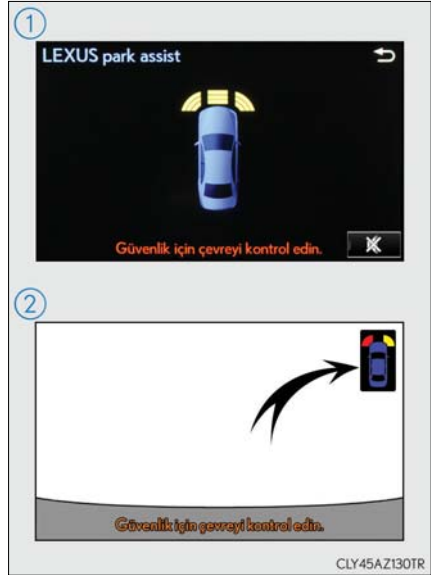 1
LEXUS park assist
Güvenlik için çevreyi kontrol edin.
2
Güvenlik için çevreyi kontrol edin.
CLY45AZ130TR